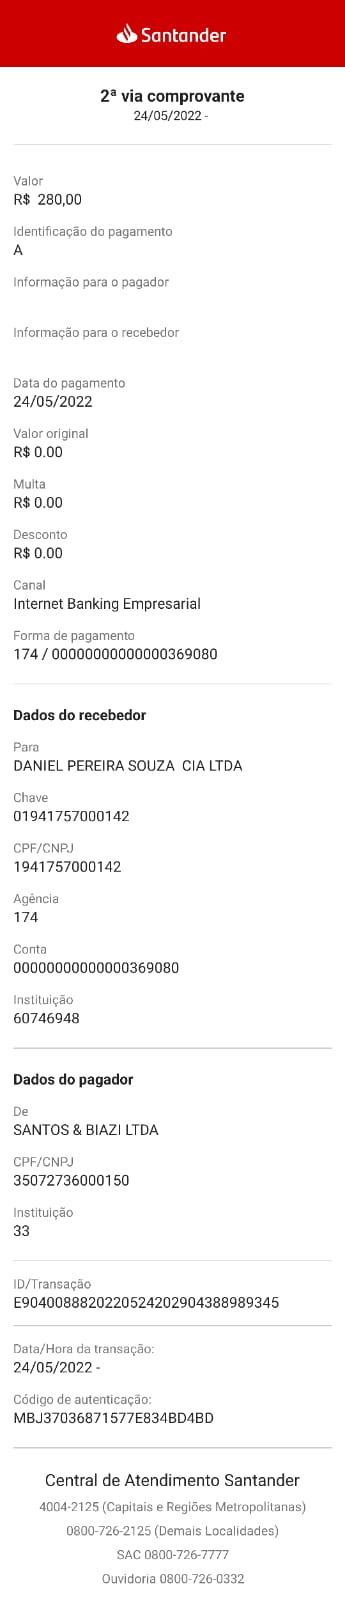 Santander
2ª via comprovante
24/05/2022 -
Valor
R$ 280,00
Identificação do pagamento
A
Informação para o pagador
Informação para o recebedor
Data do pagamento
24/05/2022
Valor original
R$ 0.00
Multa
R$ 0.00
Desconto
R$ 0.00
Canal
Internet Banking Empresarial
Forma de pagamento
174 / 00000000000000369080
Dados do recebedor
Para
DANIEL PEREIRA SOUZA CIA LTDA
Chave
01941757000142
CPF/CNPJ
1941757000142
Agência
174
Conta
00000000000000369080
Instituição
60746948
Dados do pagador
De
SANTOS & BIAZI LTDA
CPF/CNPJ
35072736000150
Instituição
33
ID/Transação
E9040088820220524202904388989345
Data/Hora da transação:
24/05/2022 -
Código de autenticação:
MBJ37036871577E834BD4BD
Central de Atendimento Santander
4004-2125 (Capitais e Regiões Metropolitanas)
0800-726-2125 (Demais Localidades)
SAC 0800-726-7777
Ouvidoria 0800-726-0332